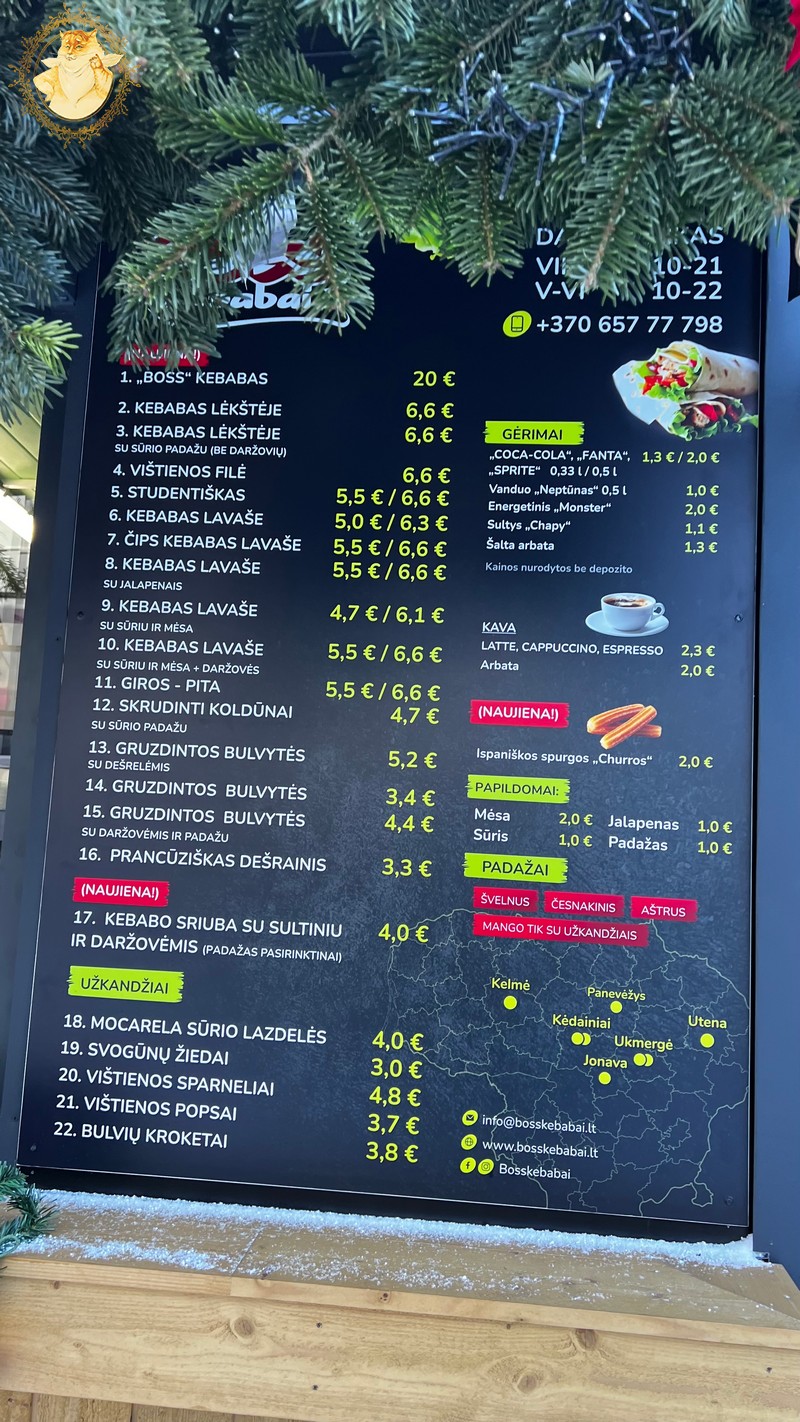 10-21
10-22
+370 657 77 798
1. „BOSS“ KEBABAS 20 €
2. KEBABAS LĖKŠTĖJE 6,6 €
3. KEBABAS LĖKŠTĖJE 6,6 €
SU SŪRIO PADAŽU (BE DARŽOVIŲ)
4. VIŠTIENOS FILĖ 6,6 €
5. STUDENTIŠKAS 5,5 € / 6,6 €
6. KEBABAS LAVAŠE 5,0 € / 6,3 €
7. ČIPS KEBABAS LAVAŠE 5,5 € / 6,6 €
8. KEBABAS LAVAŠE 5,5 € / 6,6 €
SU JALAPENAIS
9. KEBABAS LAVAŠE 4,7 € / 6,1 €
SU SŪRIU IR MĖSA
10. KEBABAS LAVAŠE 5,5 € / 6,6 €
SU SŪRIU IR MĖSA + DARŽOVĖS
11. GIROS - PITA 5,5 € / 6,6 €
12. SKRUDINTI KOLDŪNAI 4,7 €
SU SŪRIO PADAŽU
13. GRUZDINTOS BULVYTĖS 5,2 €
SU DEŠRELĖMIS
14. GRUZDINTOS BULVYTĖS 3,4 €
15. GRUZDINTOS BULVYTĖS 4,4 €
SU DARŽOVĖMIS IR PADAŽU
16. PRANCŪZIŠKAS DEŠRAINIS 3,3 €
(NAUJIENA!)
17. KEBABO SRIUBA SU SULTINIU 4,0 €
IR DARŽOVĖMIS (PADAŽAS PASIRINKTINAI)
UŽKANDŽIAI
18. MOCARELA SŪRIO LAZDELĖS 4,0 €
19. SVOGŪNŲ ŽIEDAI 3,0 €
20. VIŠTIENOS SPARNELIAI 4,8 €
21. VIŠTIENOS POPSAI 3,7 €
22. BULVIŲ KROKETAI 3,8 €
GĖRIMAI
„COCA-COLA“, „FANTA“, 1,3 € / 2,0 €
„SPRITE“ 0,33 l / 0,5 l
Vanduo „Neptūnas“ 0,5 l 1,0 €
Energetinis „Monster“ 2,0 €
Sultys „Chapy“ 1,1 €
Šalta arbata 1,3 €
Kainos nurodytos be depozito
KAVA
LATTE, CAPPUCCINO, ESPRESSO 2,3 €
Arbata 2,0 €
(NAUJIENA!)
Ispaniškos spurgos „Churros“ 2,0 €
PAPILDOMAI:
Mėsa 2,0 € Jalapenas 1,0 €
Sūris 1,0 € Padažas 1,0 €
PADAŽAI
ŠVELNUS ČESNAKINIS AŠTRUS
MANGO TIK SU UŽKANDŽIAIS
Kelmė
Panevėžys
Kėdainiai
Utena
Ukmergė
Jonava
info@bosskebabai.lt
www.bosskebabai.lt
Bosskebabai